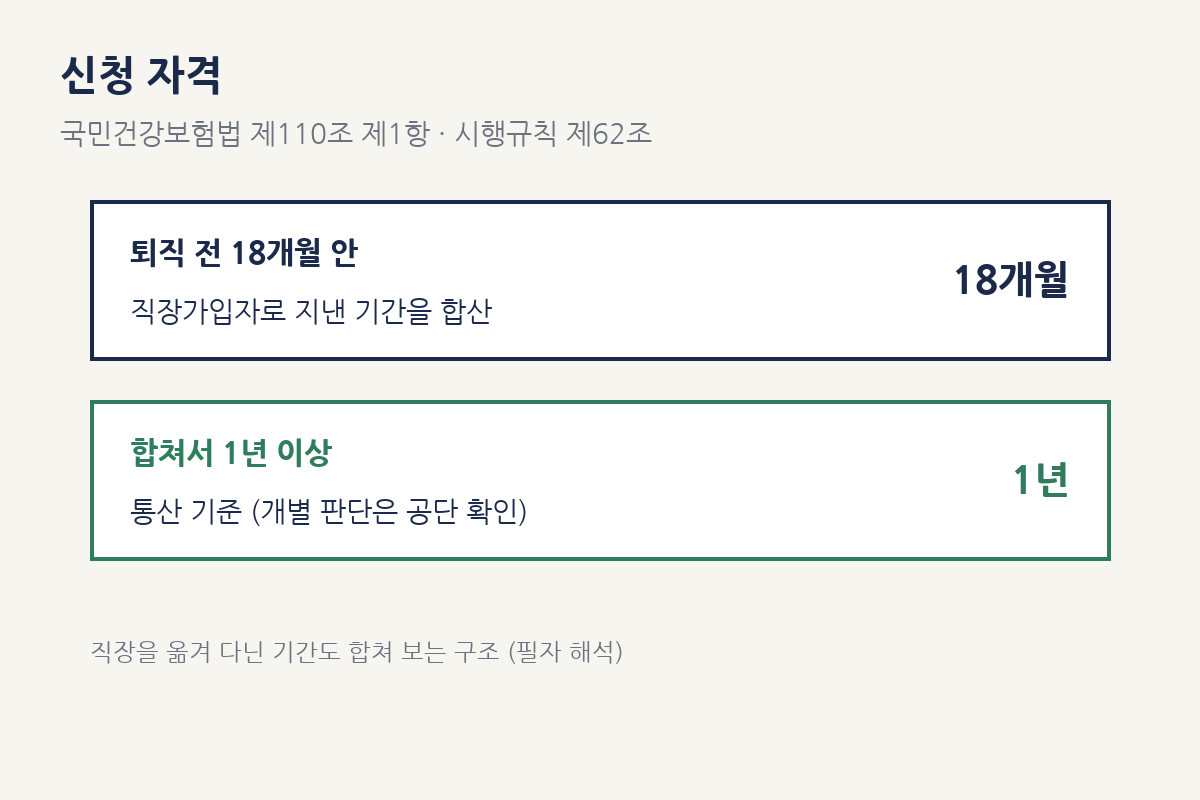 신청 자격
국민건강보험법 제110조 제1항 · 시행규칙 제62조
퇴직 전 18개월 안
직장가입자로 지낸 기간을 합산
18개월
합쳐서 1년 이상
통산 기준 (개별 판단은 공단 확인)
1년
직장을 옮겨 다닌 기간도 합쳐 보는 구조 (필자 해석)